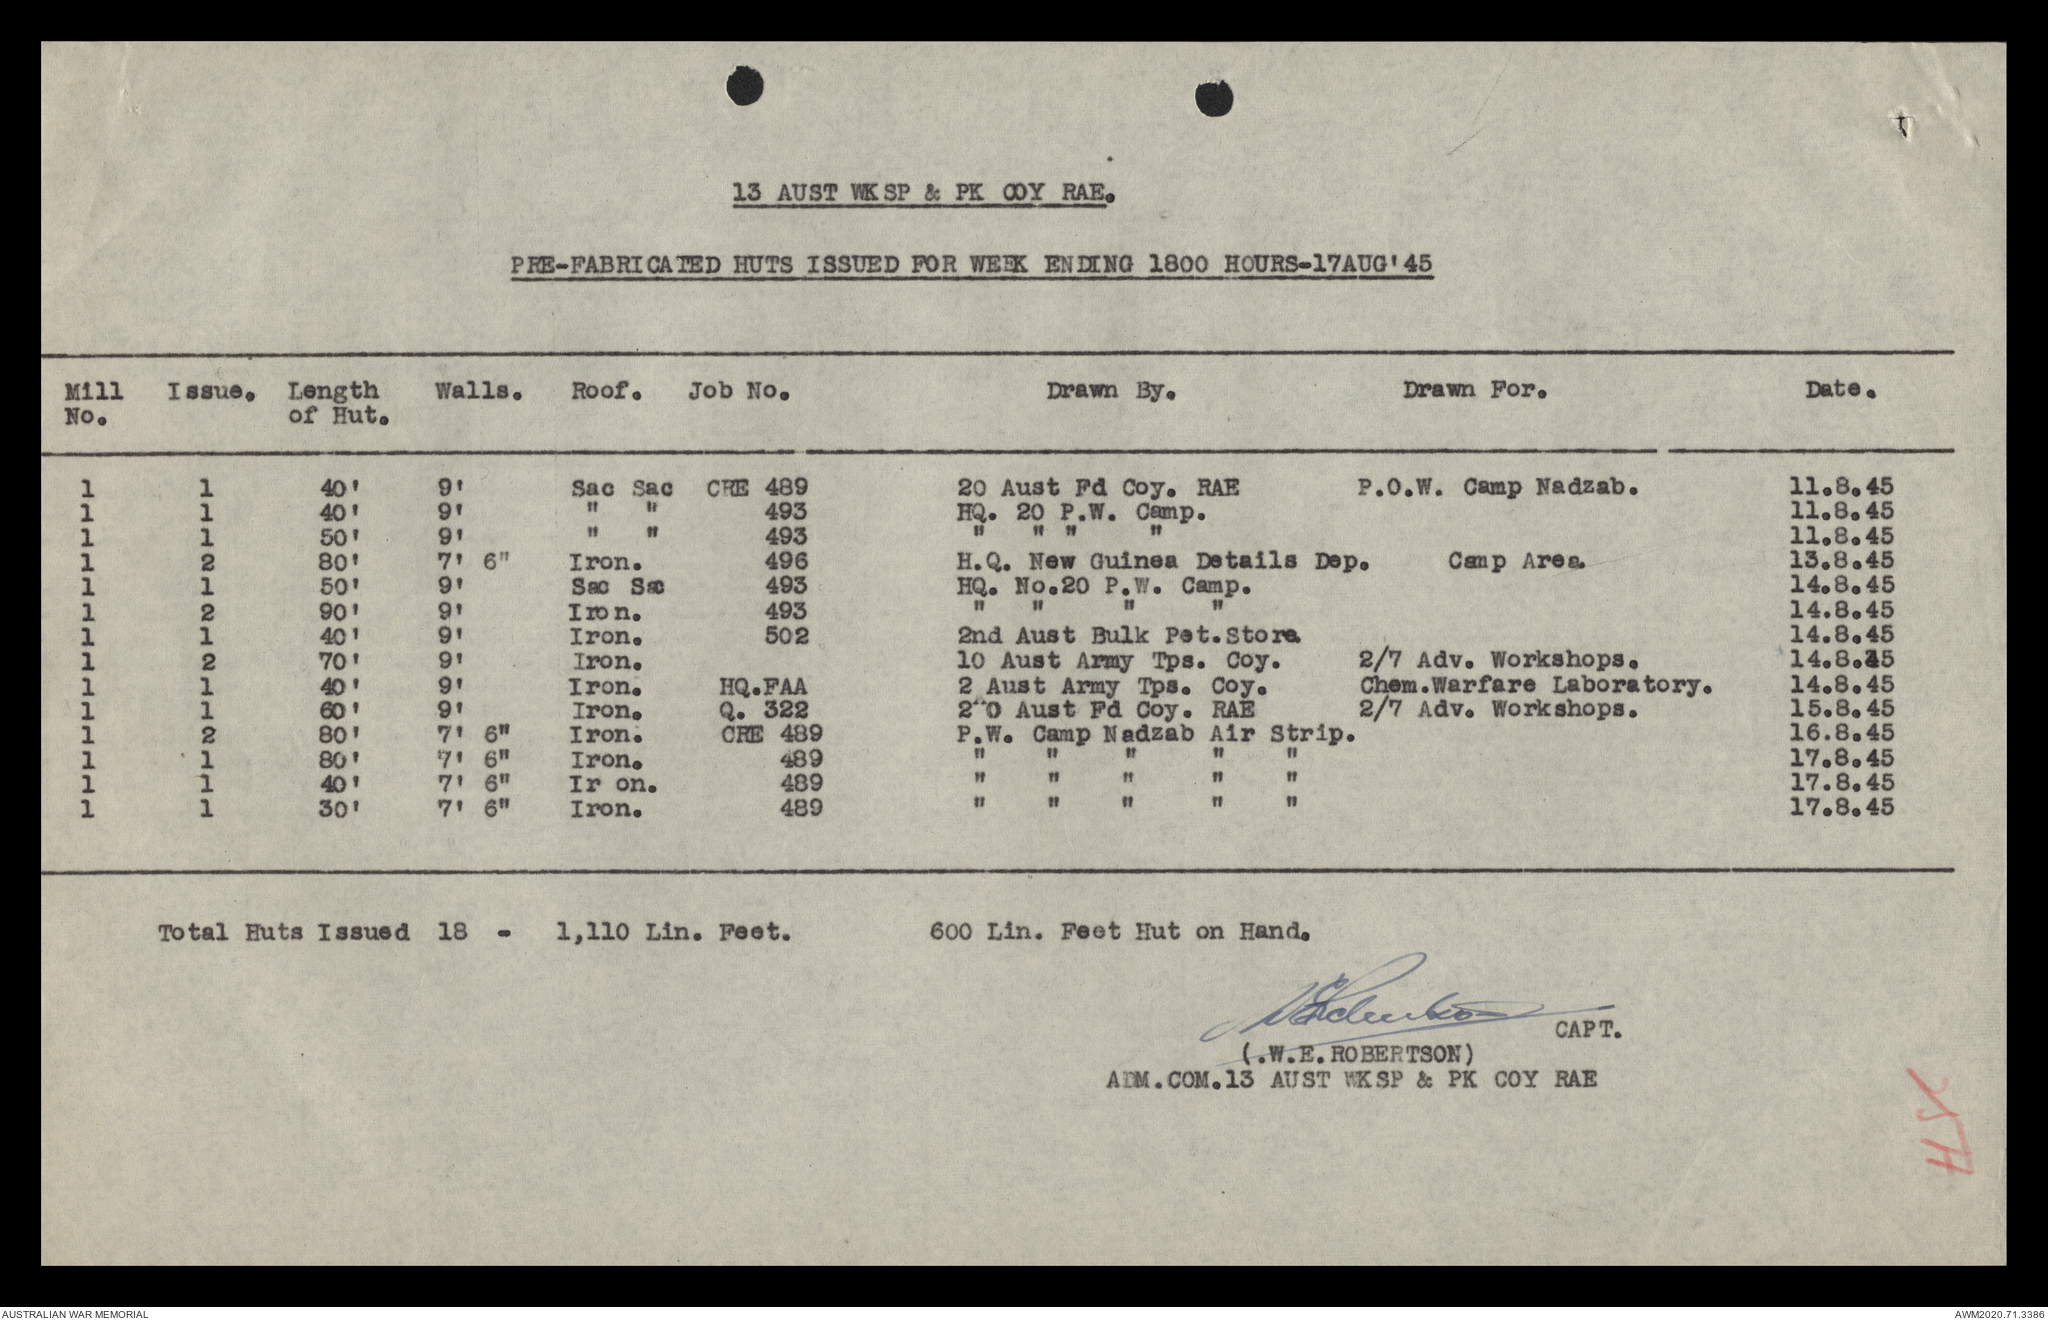 13 AUST WKSP & PK COY RAE.
PRE-FABRICATED HUTS ISSUED FOR WEEK ENDING 1800 HOURS-17AUG'45
Mill Issue. Length Walls. Roof. Job No. Drawn By. Drawn For. Date.
No. of Hut.
1 1 40' 9' Sac Sac CRE 489 20 Aust Fd Coy. RAE P.O.W. Camp Nadzab. 11.8.45
1 1 40' 9' " " 493 HQ. 20 P.W. Camp. 11.8.45
1 1 50' 9' " " 493 " " " " 11.8.45
1 2 80' 7' 6" Iron. 496 H.Q. New Guinea Details Dep. Camp Area. 13.8.45
1 1 50' 9' Sac Sac 493 HQ. No.20 P.W. Camp. 14.8.45
1 2 90' 9' Iron. 493 " " " " 14.8.45
1 1 40' 9' Iron. 502 2nd Aust Bulk Pet.Store 14.8.45
1 2 70' 9' Iron. 10 Aust Army Tps. Coy. 2/7 Adv. Workshops. 14.8.45
1 1 40' 9' Iron. HQ.FAA 2 Aust Army Tps. Coy. Chem.Warfare Laboratory. 14.8.45
1 1 60' 9' Iron. Q. 322 2"0 Aust Fd Coy. RAE 2/7 Adv. Workshops. 15.8.45
1 2 80' 7' 6" Iron. CRE 489 P.W. Camp Nadzab Air Strip. 16.8.45
1 1 80' 7' 6" Iron. 489 " " " " " 17.8.45
1 1 40' 7' 6" Ir on. 489 " " " " " 17.8.45
1 1 30' 7' 6" Iron. 489 " " " " " 17.8.45
Total Huts Issued 18 - 1,110 Lin. Feet. 600 Lin. Feet Hut on Hand.
CAPT.
(.W.E.ROBERTSON)
ADM.COM.13 AUST WKSP & PK COY RAE
AUSTRALIAN WAR MEMORIAL AWM2020.71.3386